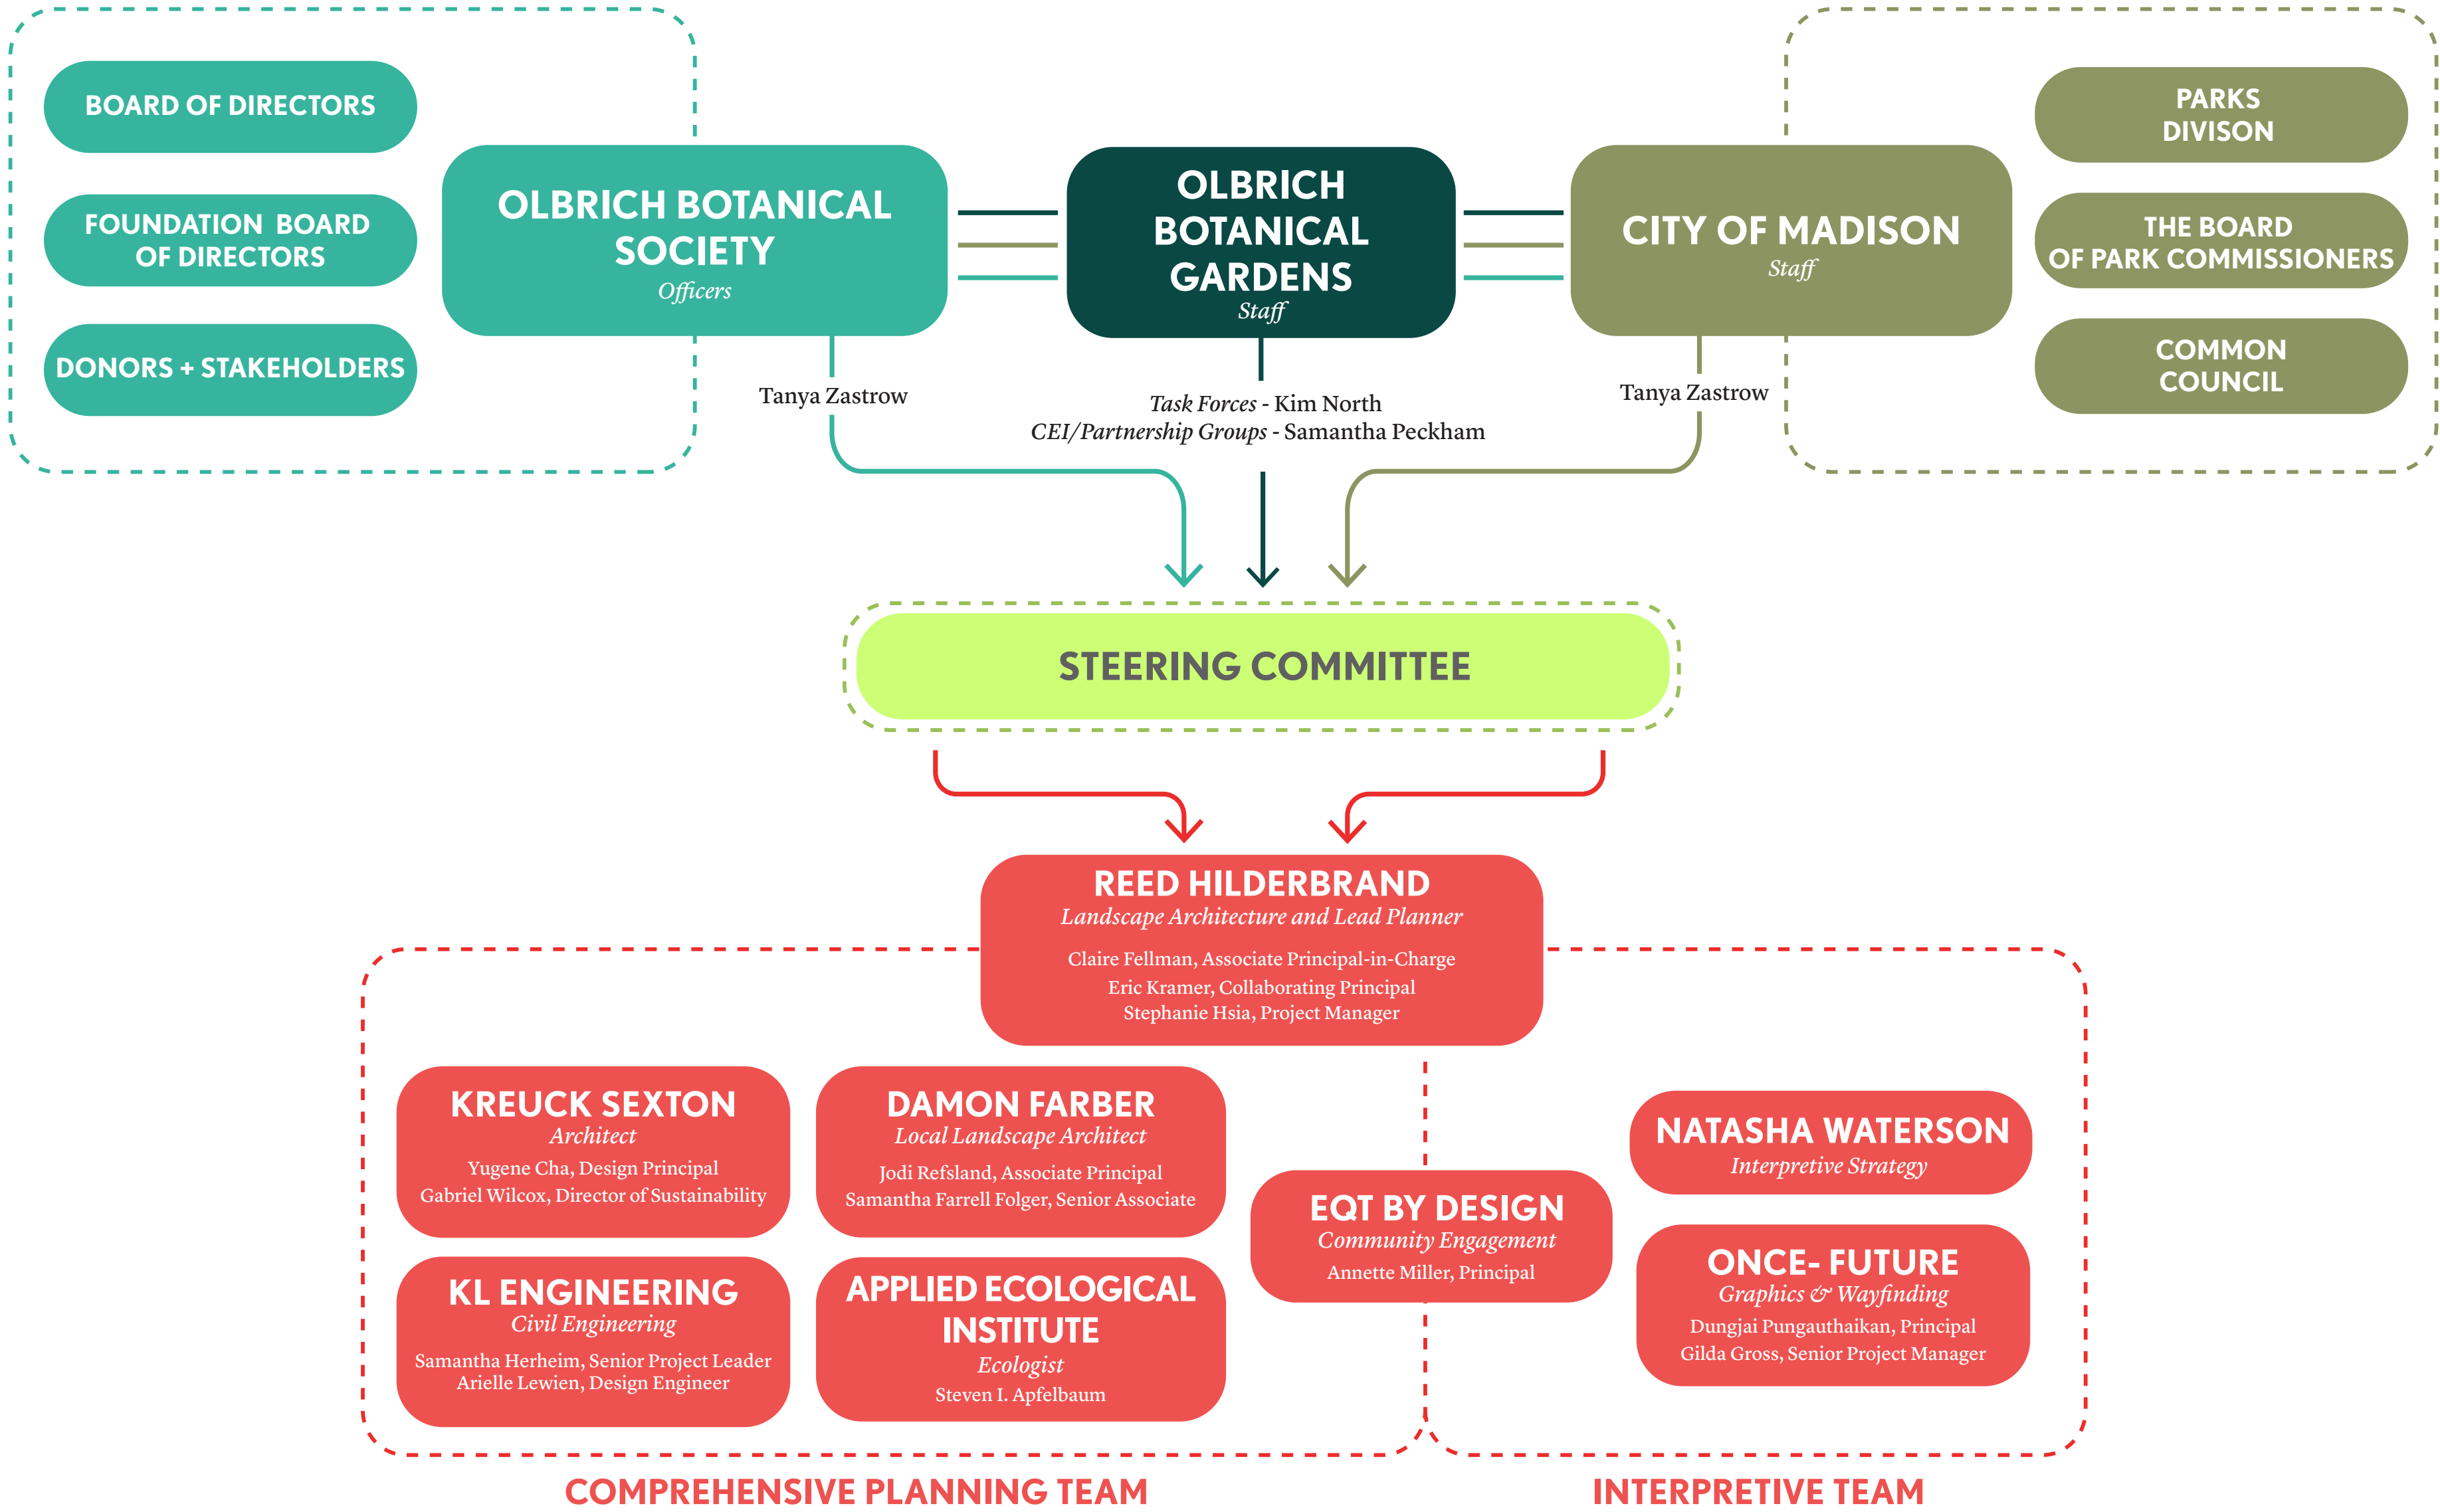 BOARD OF DIRECTORS
FOUNDATION BOARD
OF DIRECTORS
DONORS + STAKEHOLDERS
OLBRICH BOTANICAL
SOCIETY
Officers
OLBRICH
BOTANICAL
GARDENS
Staff
CITY OF MADISON
Staff
PARKS
DIVISON
THE BOARD
OF PARK COMMISSIONERS
COMMON
COUNCIL
Tanya Zastrow
Task Forces - Kim North
CEI/Partnership Groups - Samantha Peckham
Tanya Zastrow
STEERING COMMITTEE
REED HILDERBRAND
Landscape Architecture and Lead Planner
Claire Fellman, Associate Principal-in-Charge
Eric Kramer, Collaborating Principal
Stephanie Hsia, Project Manager
KREUCK SEXTON
Architect
Yugene Cha, Design Principal
Gabriel Wilcox, Director of Sustainability
DAMON FARBER
Local Landscape Architect
Jodi Refsland, Associate Principal
Samantha Farrell Folger, Senior Associate
KL ENGINEERING
Civil Engineering
Samantha Herheim, Senior Project Leader
Arielle Lewien, Design Engineer
APPLIED ECOLOGICAL
INSTITUTE
Ecologist
Steven I. Apfelbaum
EQT BY DESIGN
Community Engagement
Annette Miller, Principal
NATASHA WATERSON
Interpretive Strategy
ONCE- FUTURE
Graphics & Wayfinding
Dungjai Pungauthaikan, Principal
Gilda Gross, Senior Project Manager
COMPREHENSIVE PLANNING TEAM
INTERPRETIVE TEAM